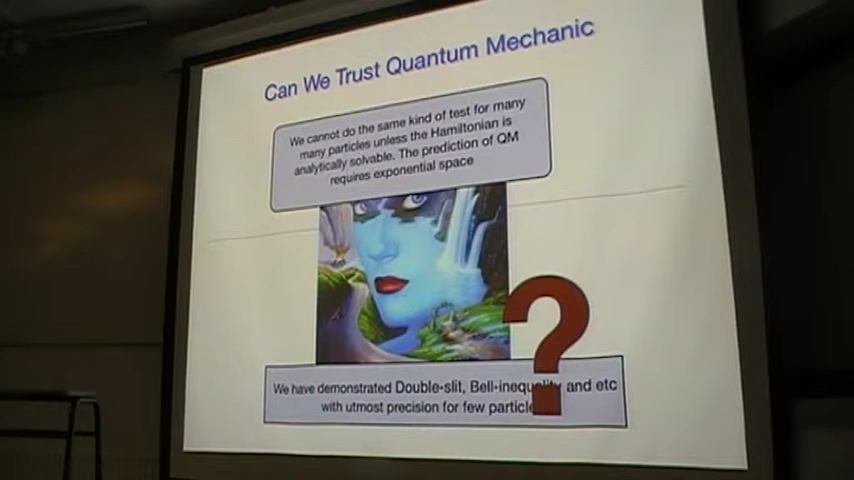 Can We Trust Quantum Mechanic
We cannot do the same kind of test for many
many particles unless the Hamiltonian is
analytically solvable. The prediction of QM
requires exponential space
We have demonstrated Double-slit, Bell-inequality and etc
with utmost precision for few particle
?